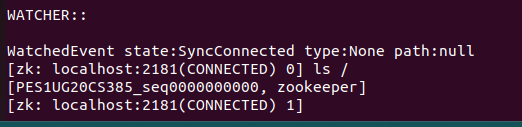 WATCHER::
WatchedEvent state:SyncConnected type:None path:null
[zk: localhost:2181(CONNECTED) 0] ls /
[PES1UG20CS385_seq0000000000, zookeeper]
[zk: localhost:2181(CONNECTED) 1]